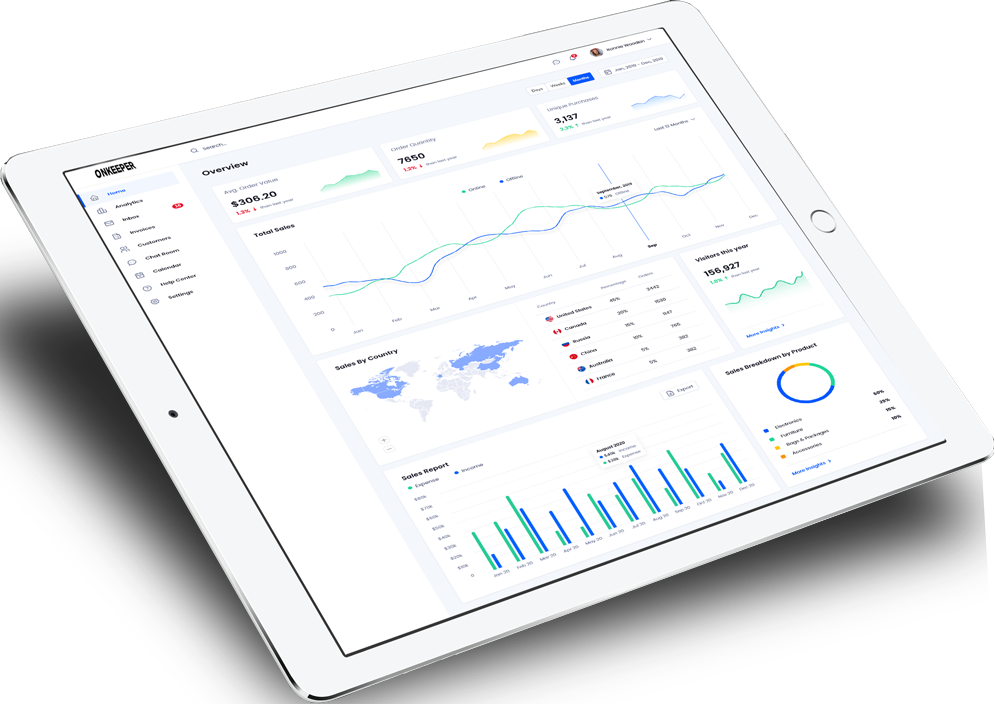 ONKEEPER
Search...
Ronnie Woodkin
Home
Analytics
Inbox
Invoices
Customers
Chat Room
Calendar
Help Center
Settings
Overview
Days
Weeks
Months
Jan, 2019 - Dec, 2019
Avg. Order Value
$306.20
1.3% ↓ than last year
Order Quantity
7650
1.3% ↓ than last year
Unique Purchases
3,137
than last year
Total Sales
Online
Offline
Last 12 Months
September, 2019
Offline
1000
800
600
400
200
0
Jan
Feb
Mar
Apr
May
Jun
Jul
Aug
Sep
Oct
Nov
Dec
Sales By Country
+
−
Country
Percentage
Orders
United States 45% 2442
Canada 20% 1530
Russia 15% 947
China 10% 765
Australia 5% 382
France 5% 382
Visitors this year
156,927
than last year
More Insights >
Sales Report
Expense
Income
Export
August 2020
Income
Expense
$80k
$70k
$60k
$50k
$40k
$30k
$20k
$10k
0
Jan 20
Feb 20
Mar 20
Apr 20
May 20
Jun 20
Jul 20
Aug 20
Sep 20
Oct 20
Nov 20
Dec 20
Sales Breakdown by Product
Electronics 50%
Furniture 25%
Bags & Packages 15%
Accessories 10%
More Insights >